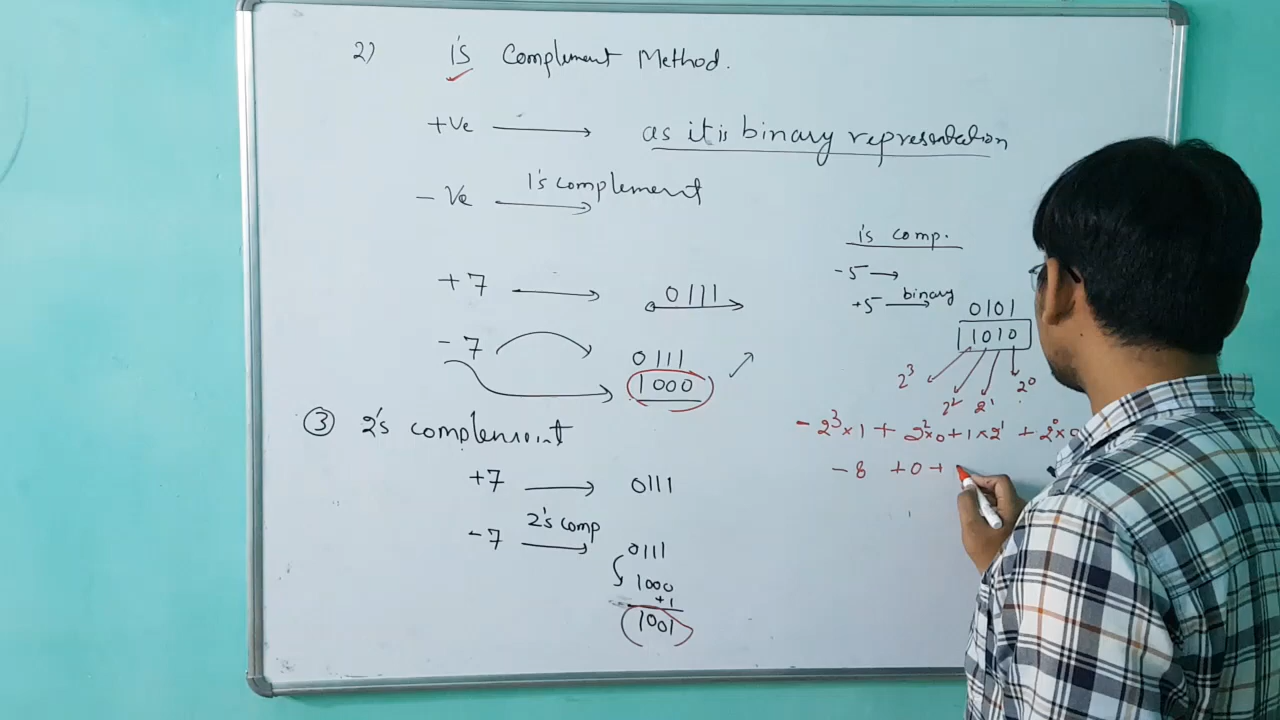 2) 1's Complement Method.
+Ve → as it is binary representation
- Ve 1's complement →
+7 → 0111
- 7 → 0111
1000
③ 2's complement
+7 → 0111
-7 2's comp → 0111
1000
+1
1001
1's comp.
-5 →
+5 binary → 0101
1010
2³ 2² 2¹ 2⁰
- 2³×1 + 2²×0 + 1×2¹ + 2⁰×0
- 8 + 0 +